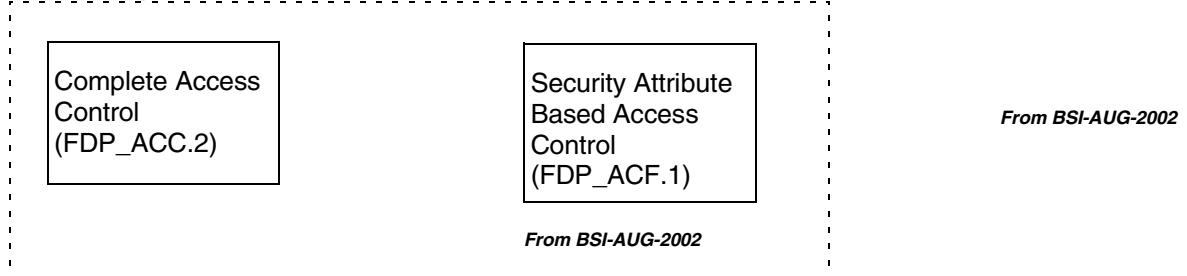 Complete Access
Control
(FDP_ACC.2)
Security Attribute
Based Access
Control
(FDP_ACF.1)
From BSI-AUG-2002
From BSI-AUG-2002